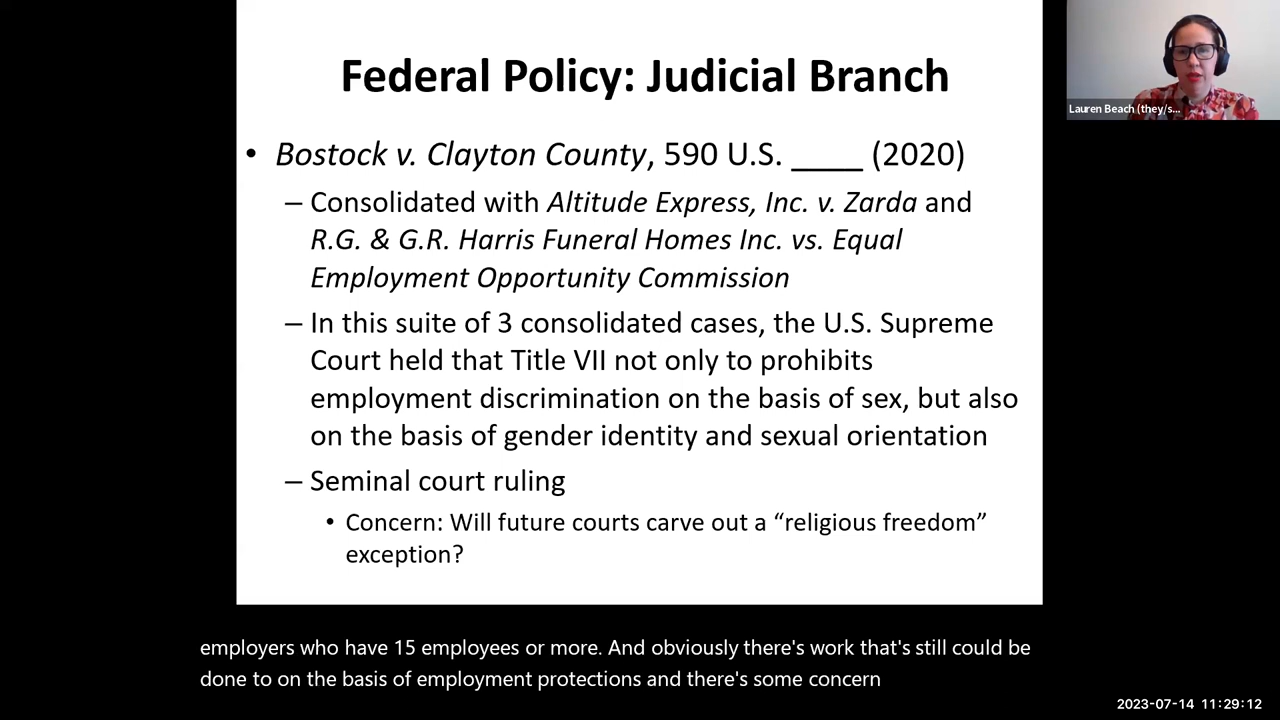 Federal Policy: Judicial Branch
• Bostock v. Clayton County, 590 U.S. ____ (2020)
– Consolidated with Altitude Express, Inc. v. Zarda and
R.G. & G.R. Harris Funeral Homes Inc. vs. Equal
Employment Opportunity Commission
– In this suite of 3 consolidated cases, the U.S. Supreme
Court held that Title VII not only to prohibits
employment discrimination on the basis of sex, but also
on the basis of gender identity and sexual orientation
– Seminal court ruling
• Concern: Will future courts carve out a “religious freedom”
exception?
Lauren Beach (they/s...
employers who have 15 employees or more. And obviously there's work that's still could be
done to on the basis of employment protections and there's some concern
2023-07-14 11:29:12